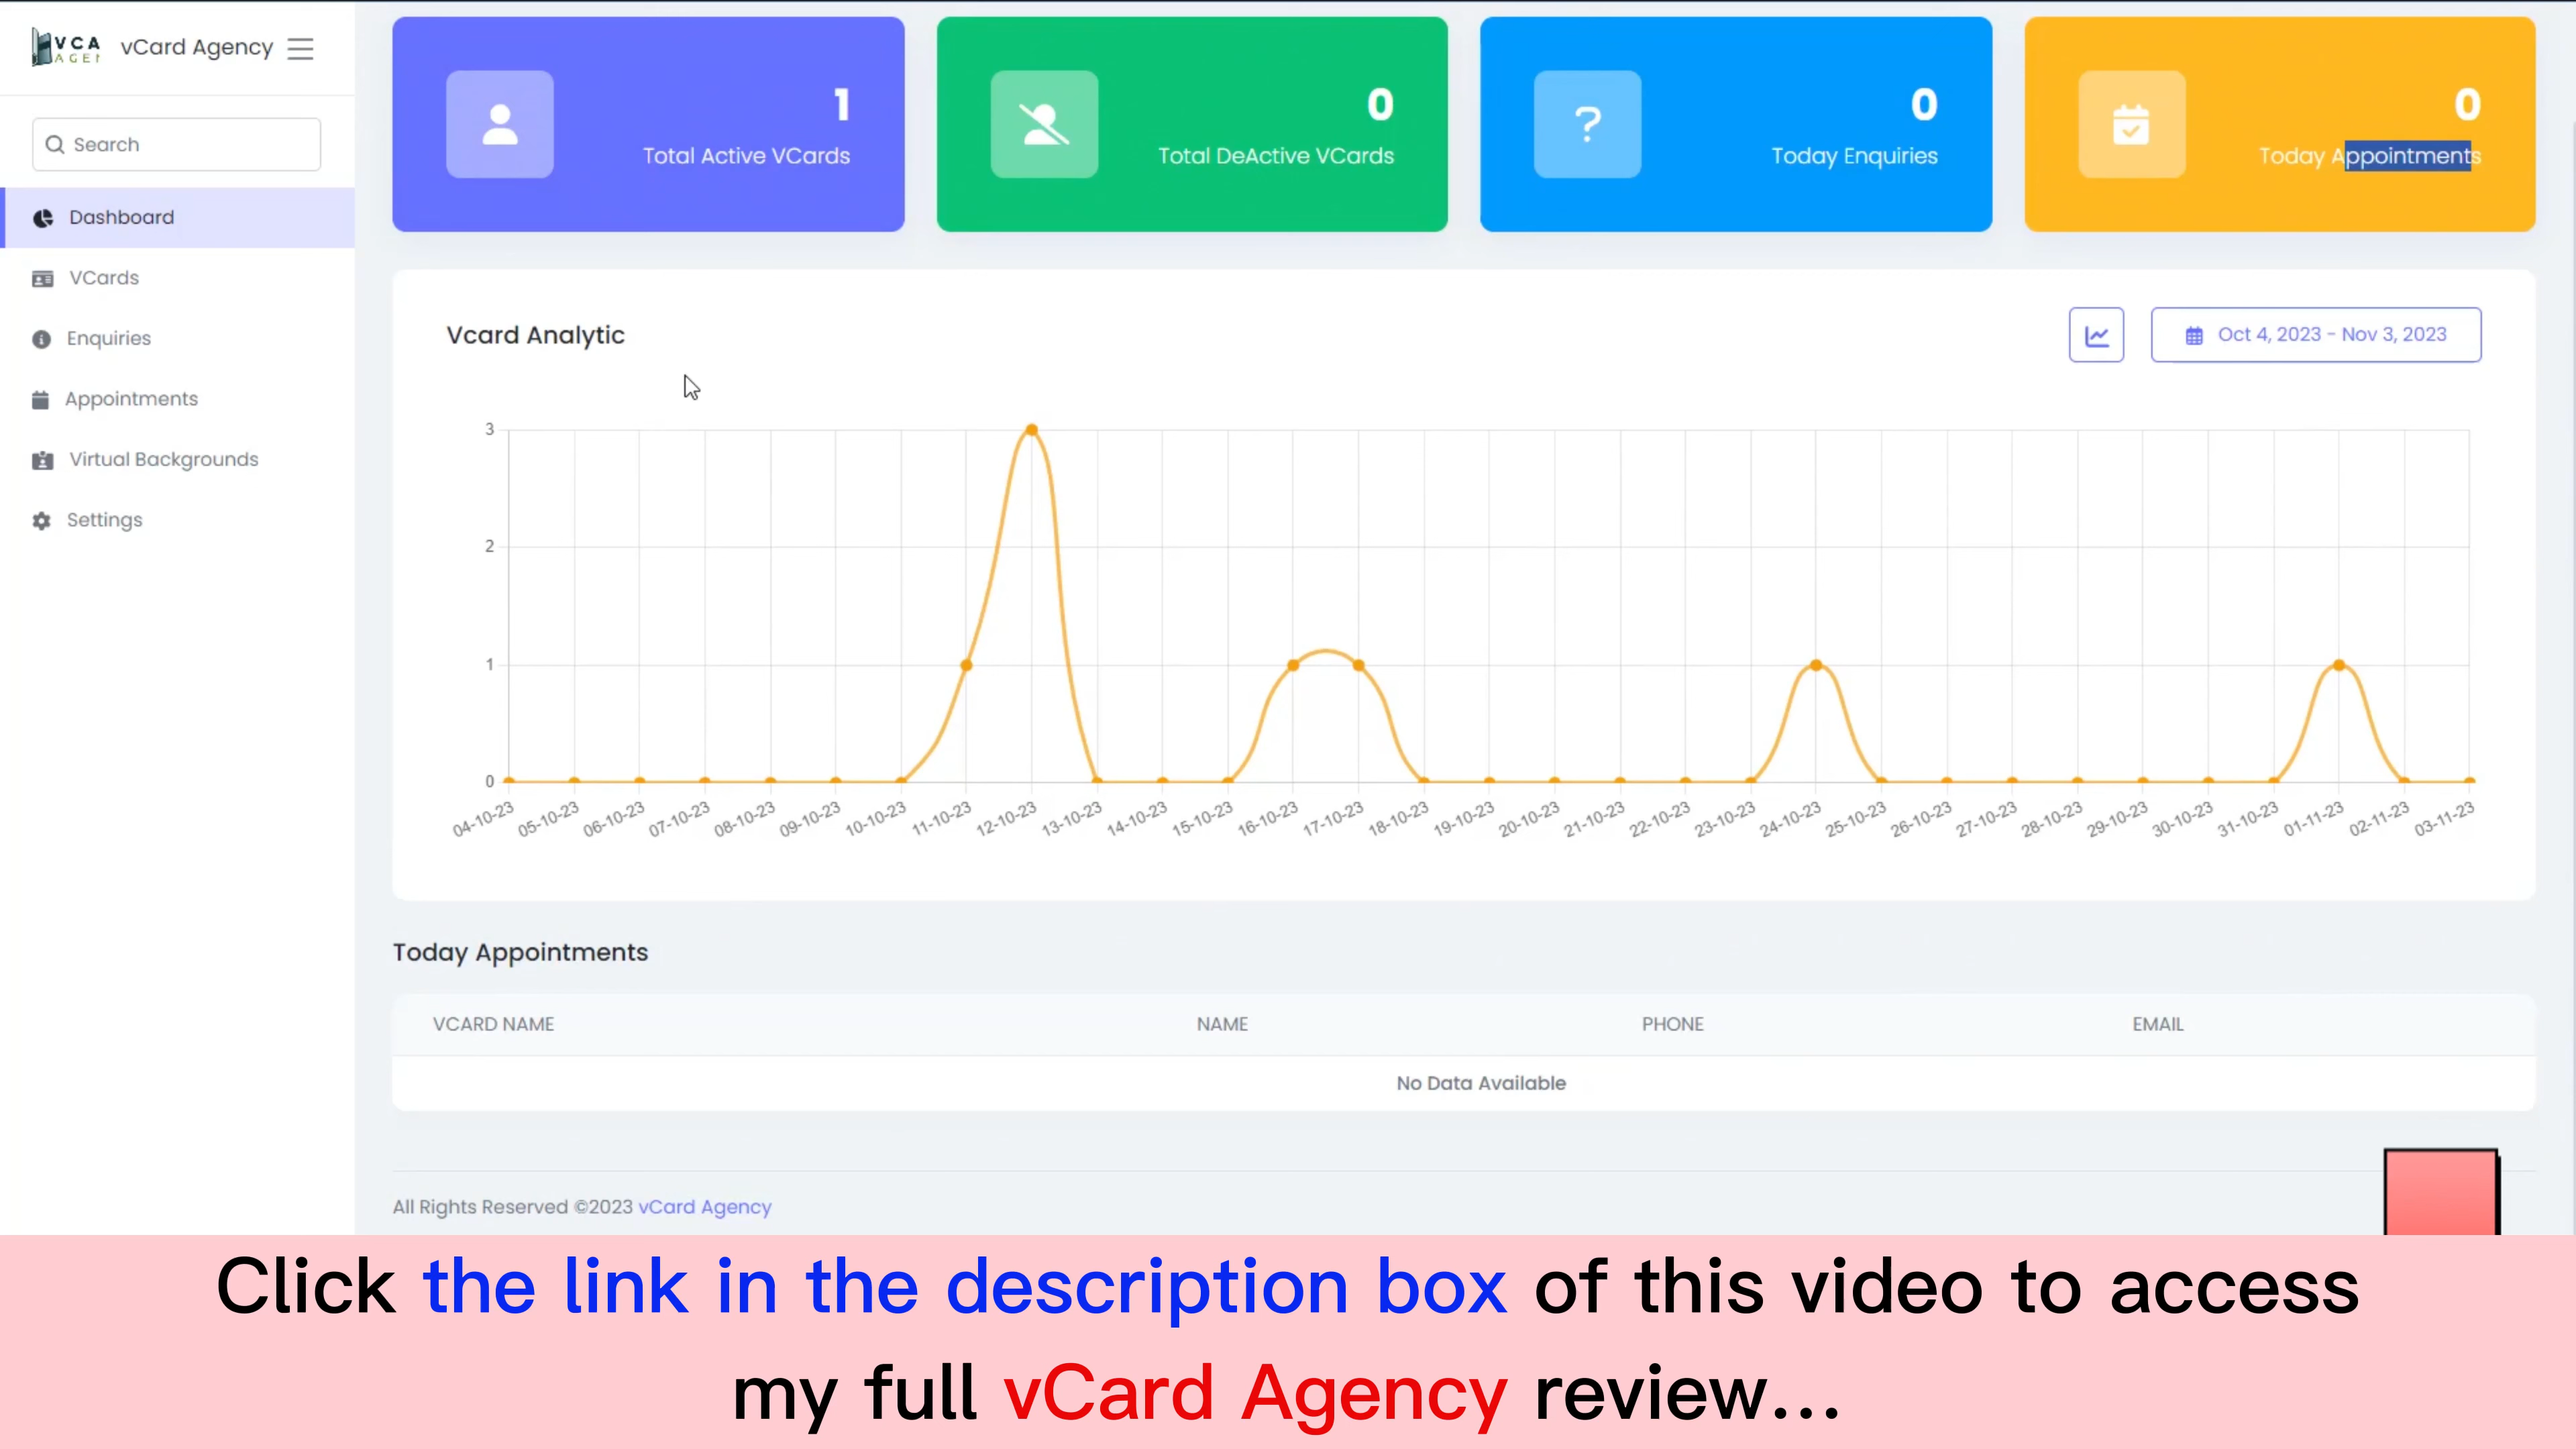 VCA
AGEN
vCard Agency
Search
Dashboard
VCards
Enquiries
Appointments
Virtual Backgrounds
Settings
1
Total Active VCards
0
Total DeActive VCards
?
0
Today Enquiries
0
Today Appointments
Vcard Analytic
Oct 4, 2023 - Nov 3, 2023
3
2
1
0
04-10-23 05-10-23 06-10-23 07-10-23 08-10-23 09-10-23 10-10-23 11-10-23 12-10-23 13-10-23 14-10-23 15-10-23 16-10-23 17-10-23 18-10-23 19-10-23 20-10-23 21-10-23 22-10-23 23-10-23 24-10-23 25-10-23 26-10-23 27-10-23 28-10-23 29-10-23 30-10-23 31-10-23 01-11-23 02-11-23 03-11-23
Today Appointments
VCARD NAME NAME PHONE EMAIL
No Data Available
All Rights Reserved ©2023 vCard Agency
Click the link in the description box of this video to access
my full vCard Agency review...